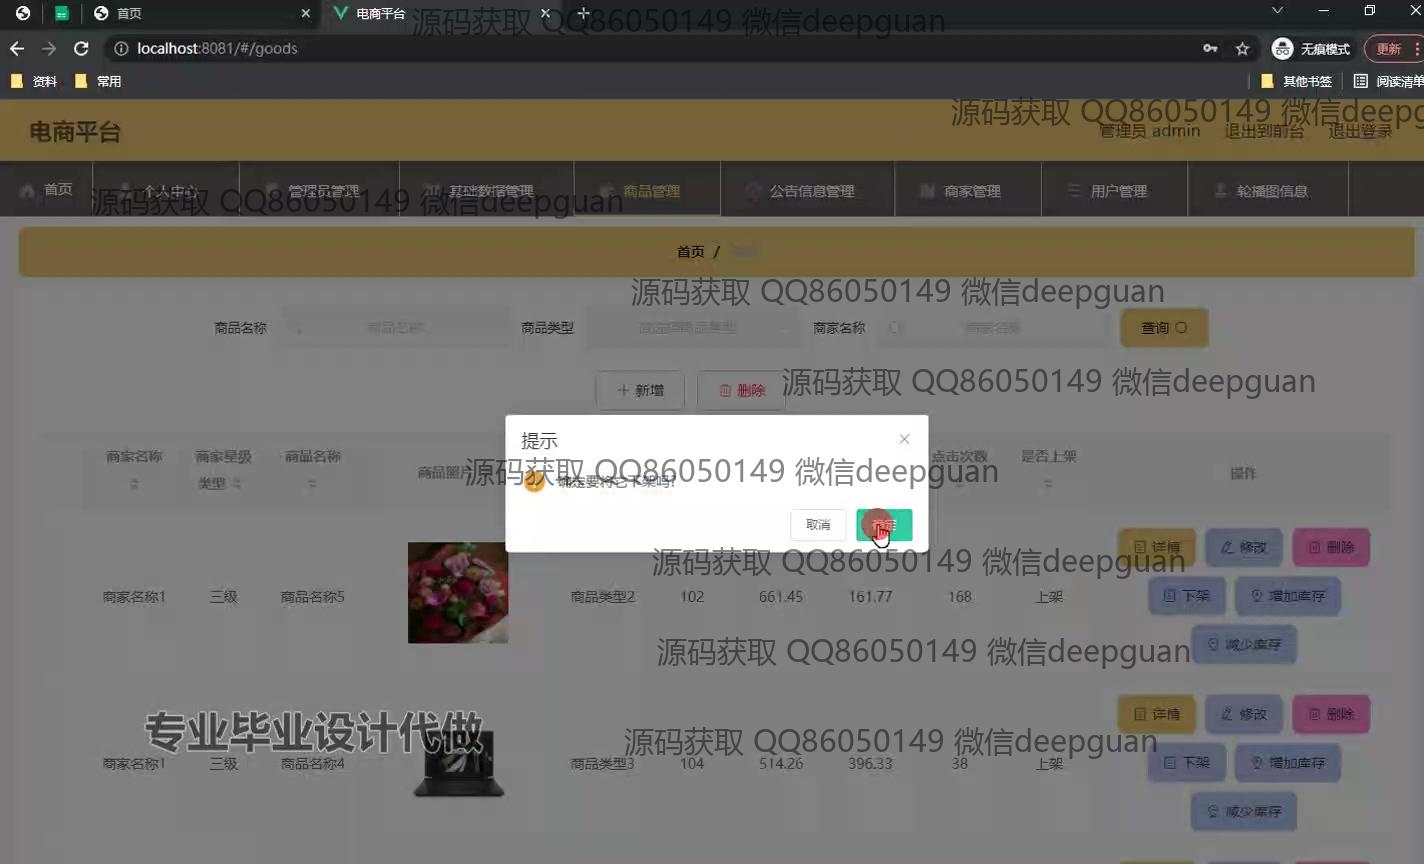 首页
电商平台
源码获取 QQ86050149 微信deepguan
localhost:8081/#/goods
无痕模式
更新
资料
常用
其他书签
阅读清单
源码获取 QQ86050149 微信deepg
电商平台
管理员 admin
退出到前台
退出登录
首页
个人中心
管理员管理
基础数据管理
商品管理
公告信息管理
商家管理
用户管理
轮播图信息
源码获取 QQ86050149 微信deepguan
首页 /
源码获取 QQ86050149 微信deepguan
商品名称
商品名称
商品类型
请选择商品类型
商家名称
商家名称
查询
新增
删除
源码获取 QQ86050149 微信deepguan
提示
源码获取 QQ86050149 微信deepguan
确定要将它下架吗?
取消
商家名称
商家星级类型
商品名称
商品照片
点击次数
是否上架
操作
源码获取 QQ86050149 微信deepguan
商家名称1
三级
商品名称5
商品类型2
102
661.45
161.77
168
上架
详情
修改
删除
下架
增加库存
减少库存
源码获取 QQ86050149 微信deepguan
专业毕业设计代做
源码获取 QQ86050149 微信deepguan
商家名称1
三级
商品名称4
商品类型3
104
514.26
396.33
38
上架
详情
修改
删除
下架
增加库存
减少库存